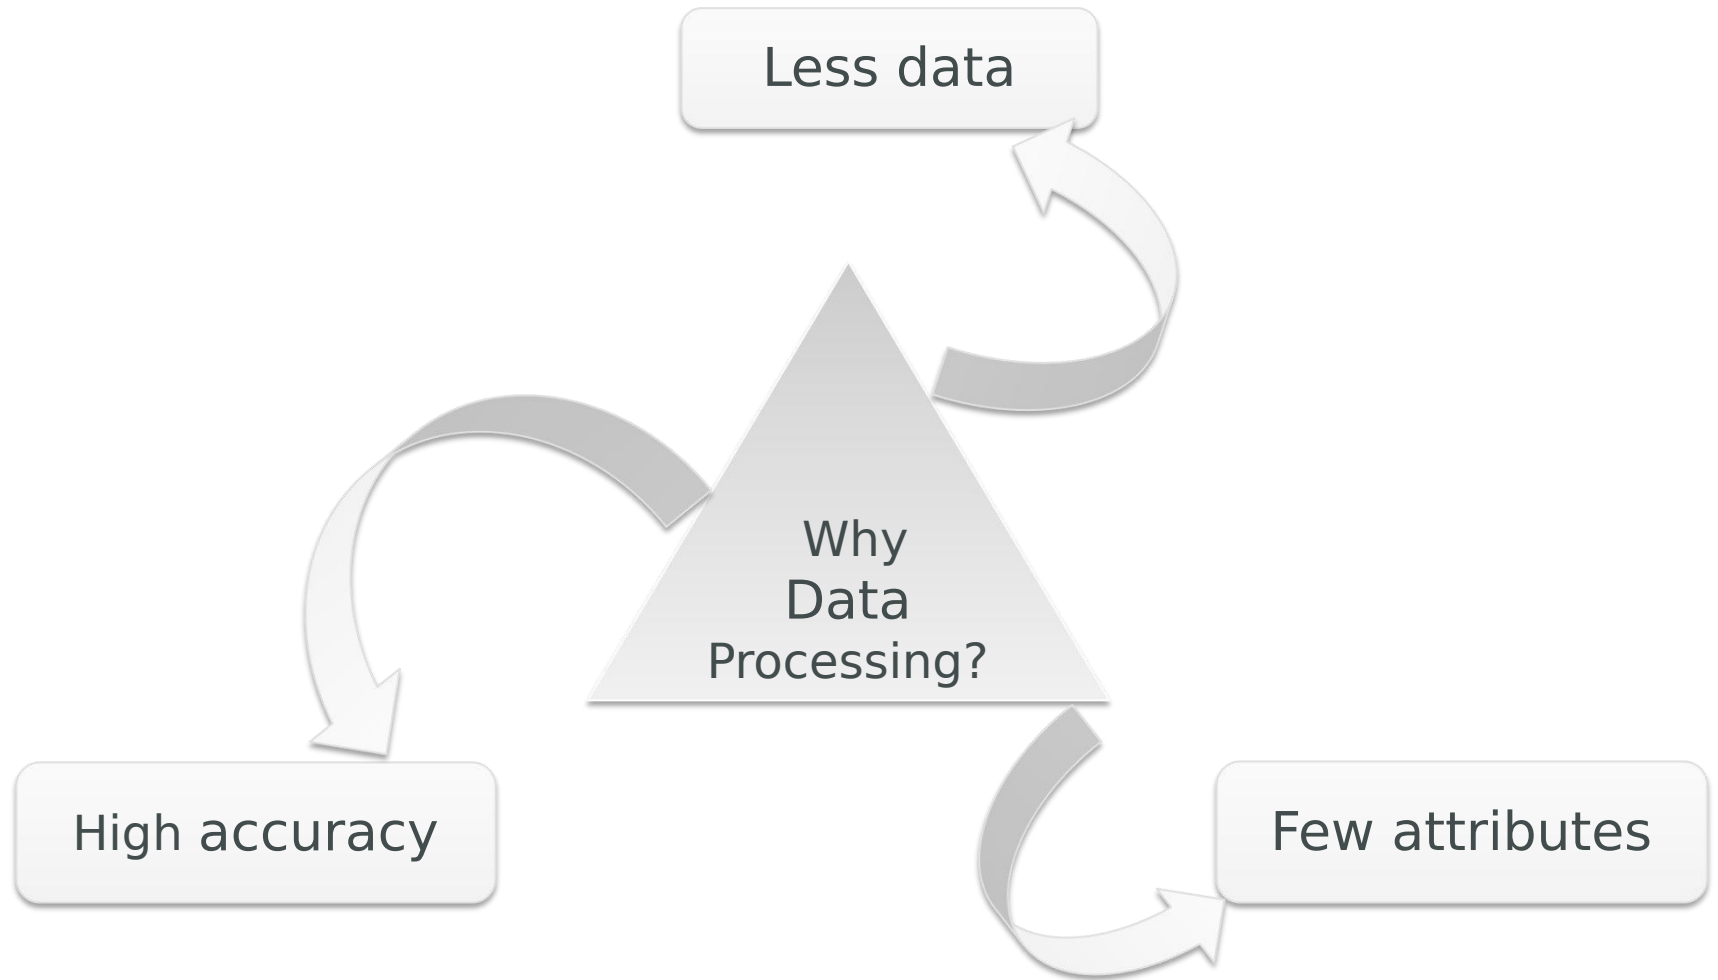 Less data
Why
Data
Processing?
High accuracy
Few attributes